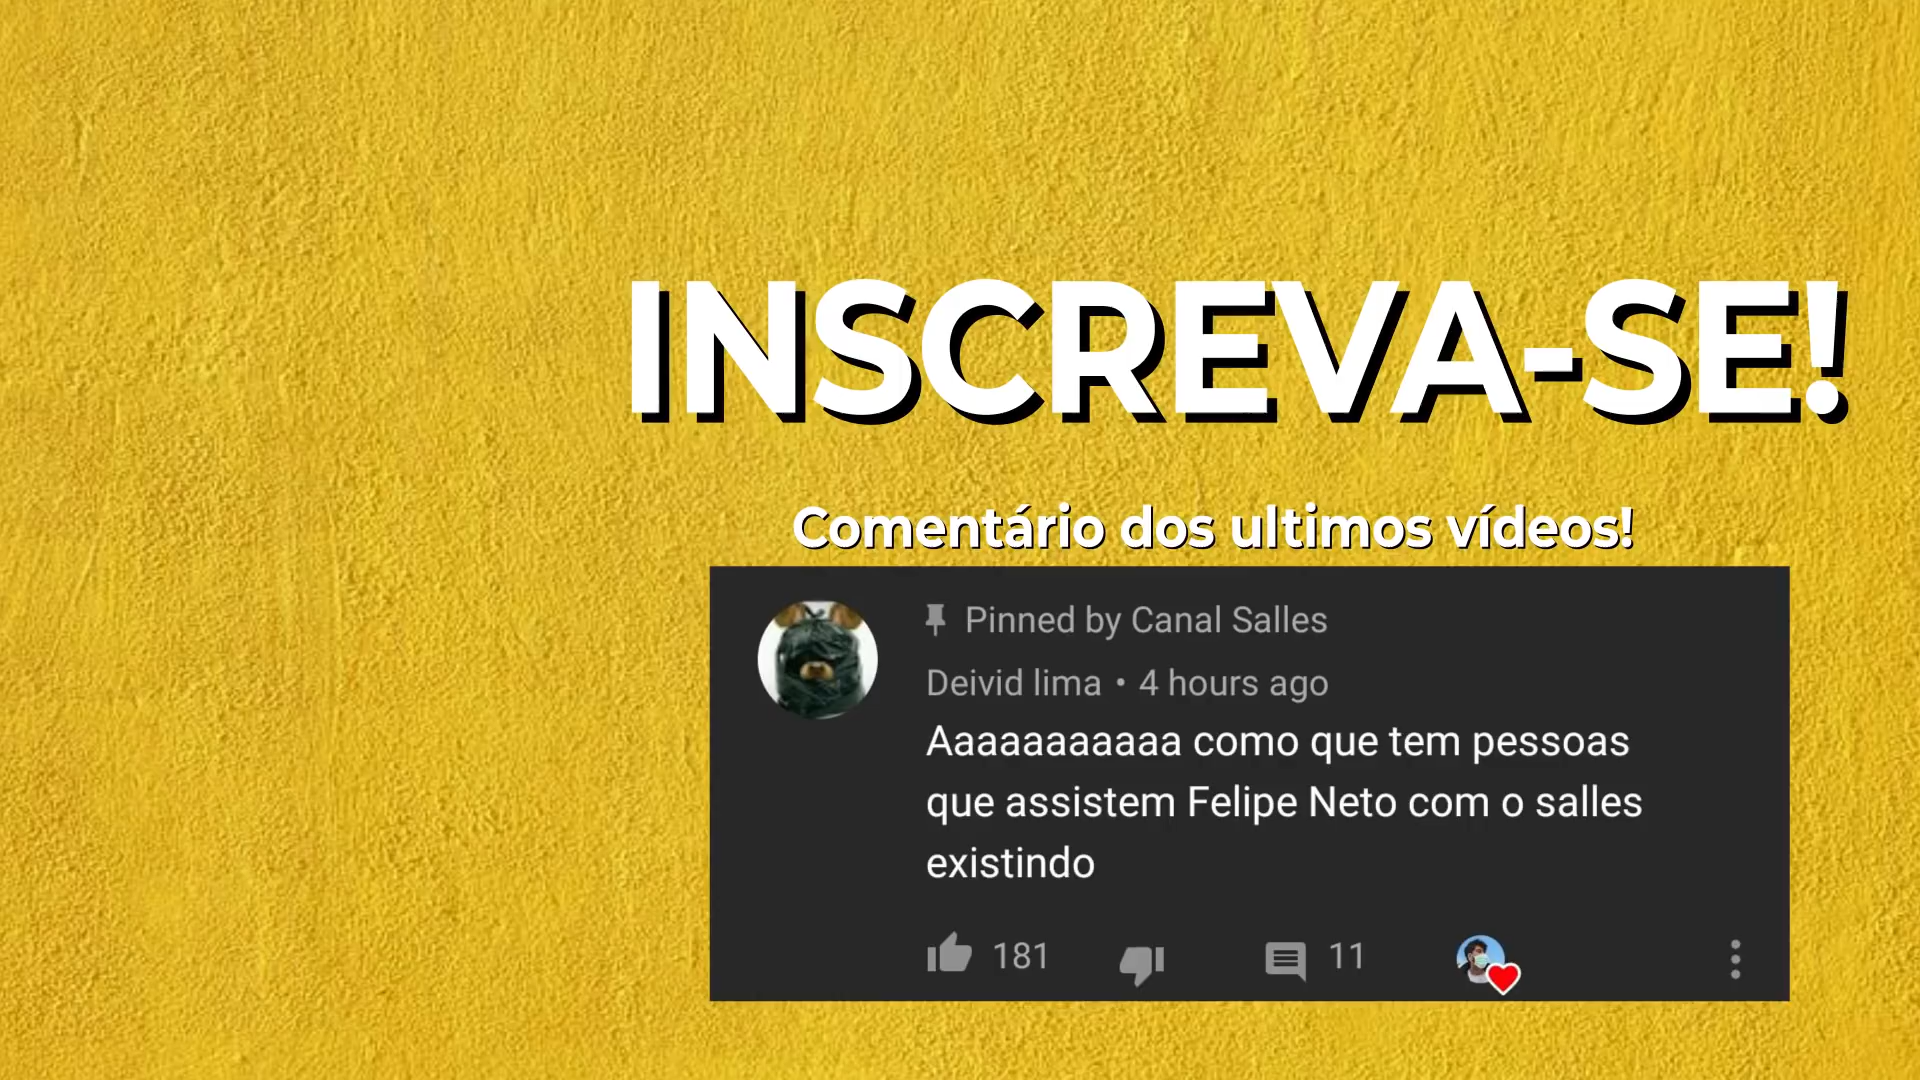 INSCREVA-SE!
Comentário dos ultimos vídeos!
Pinned by Canal Salles
Deivid lima • 4 hours ago
Aaaaaaaaaaa como que tem pessoas
que assistem Felipe Neto com o salles
existindo
181 11